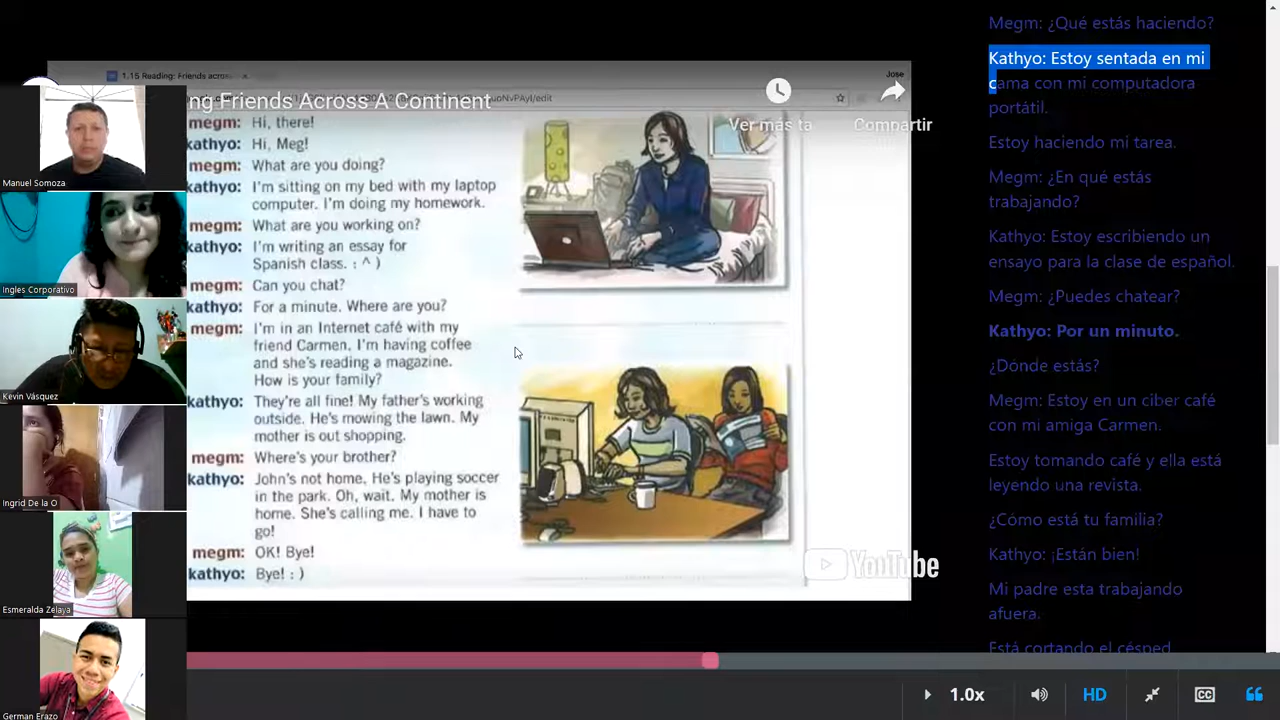 1.15 Reading: Friends across a
Jose
uoNvPAyI/edit
ng Friends Across A Continent
Ver más ta
Compartir
megm: Hi, there!
kathyo: Hi, Meg!
megm: What are you doing?
kathyo: I'm sitting on my bed with my laptop
computer. I'm doing my homework.
megm: What are you working on?
kathyo: I'm writing an essay for
Spanish class. : ^ )
megm: Can you chat?
kathyo: For a minute. Where are you?
megm: I'm in an Internet café with my
friend Carmen. I'm having coffee
and she's reading a magazine.
How is your family?
kathyo: They're all fine! My father's working
outside. He's mowing the lawn. My
mother is out shopping.
megm: Where's your brother?
kathyo: John's not home. He's playing soccer
in the park. Oh, wait. My mother is
home. She's calling me. I have to
go!
megm: OK! Bye!
kathyo: Bye! : )
YouTube
Manuel Somoza
Ingles Corporativo
Kevin Vásquez
Ingrid De la O
Esmeralda Zelaya
German Erazo
Megm: ¿Qué estás haciendo?
Kathyo: Estoy sentada en mi
cama con mi computadora
portátil.
Estoy haciendo mi tarea.
Megm: ¿En qué estás
trabajando?
Kathyo: Estoy escribiendo un
ensayo para la clase de español.
Megm: ¿Puedes chatear?
Kathyo: Por un minuto.
¿Dónde estás?
Megm: Estoy en un ciber café
con mi amiga Carmen.
Estoy tomando café y ella está
leyendo una revista.
¿Cómo está tu familia?
Kathyo: ¡Están bien!
Mi padre esta trabajando
afuera.
Está cortando el césped
1.0x
HD
CC